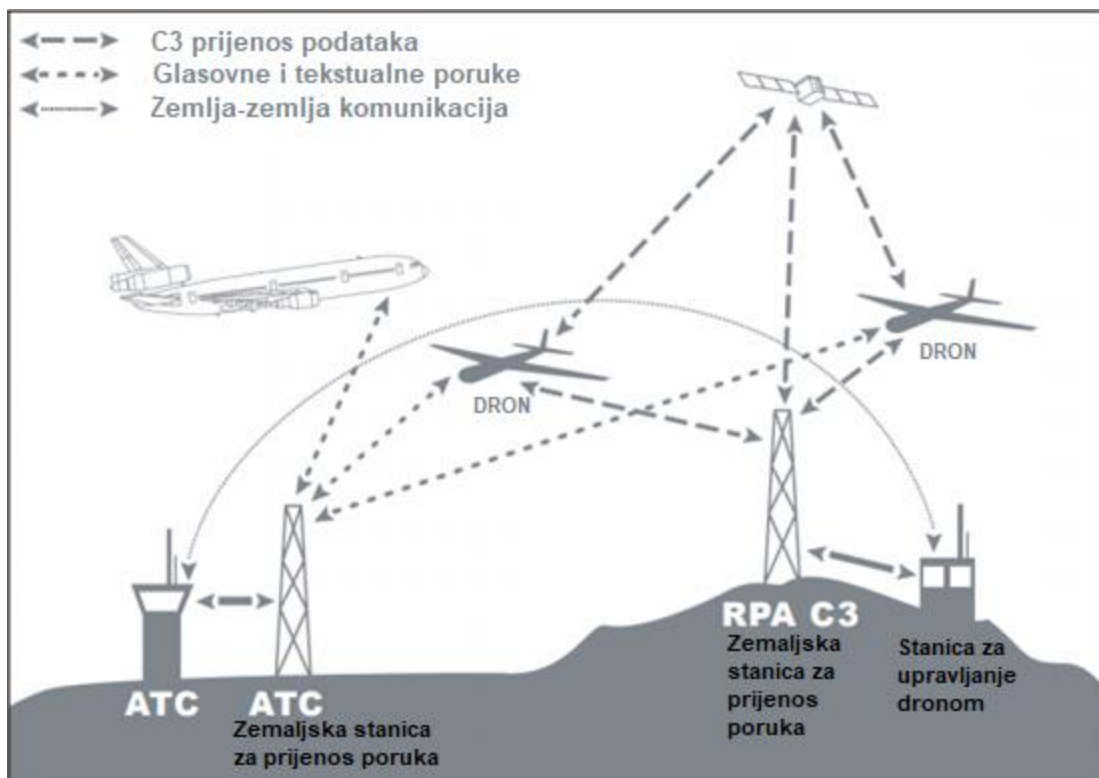 C3 prijenos podataka
Glasovne i tekstualne poruke
Zemlja-zemlja komunikacija
DRON
DRON
ATC
ATC
Zemaljska stanica
za prijenos poruka
RPA C3
Zemaljska
stanica za
prijenos
poruka
Stanica za
upravljanje
dronom